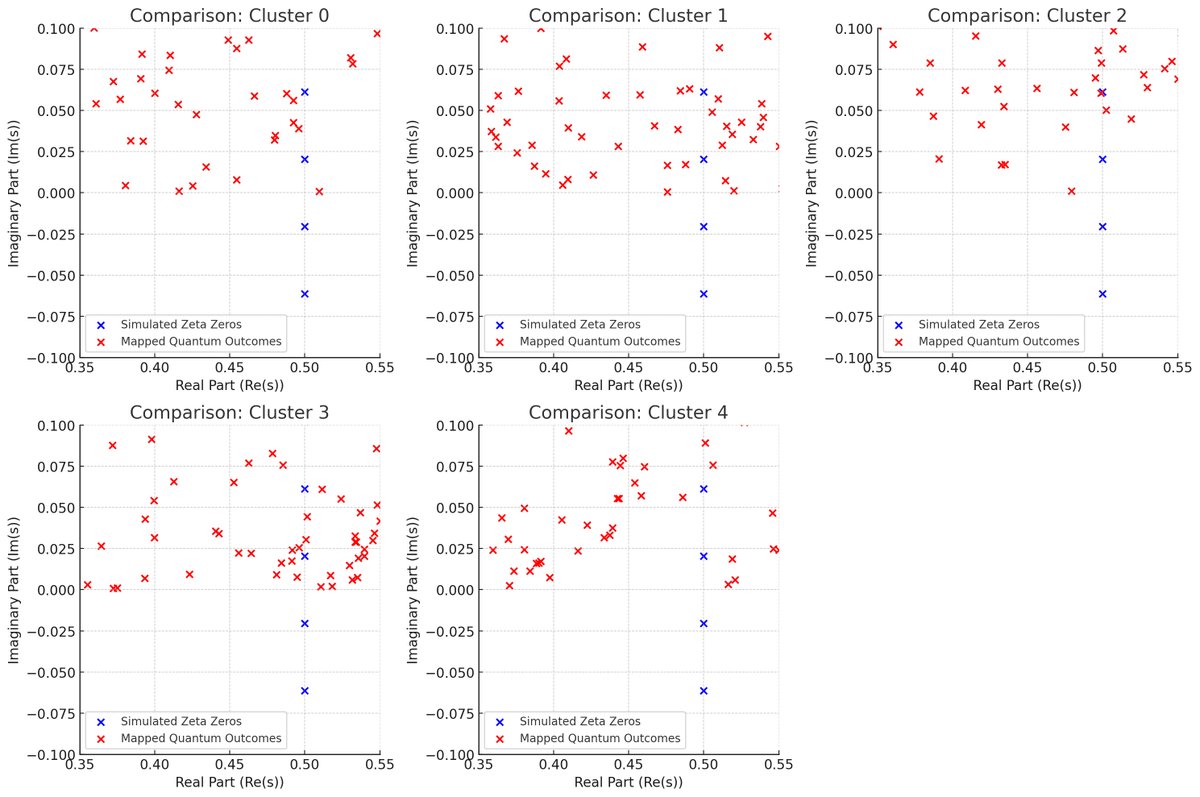 Comparison: Cluster 0
Imaginary Part (Im(s))
0.100
0.075
0.050
0.025
0.000
−0.025
−0.050
−0.075
−0.100
Simulated Zeta Zeros
Mapped Quantum Outcomes
0.35 0.40 0.45 0.50 0.55
Real Part (Re(s))
Comparison: Cluster 1
Imaginary Part (Im(s))
0.100
0.075
0.050
0.025
0.000
−0.025
−0.050
−0.075
−0.100
Simulated Zeta Zeros
Mapped Quantum Outcomes
0.35 0.40 0.45 0.50 0.55
Real Part (Re(s))
Comparison: Cluster 2
Imaginary Part (Im(s))
0.100
0.075
0.050
0.025
0.000
−0.025
−0.050
−0.075
−0.100
Simulated Zeta Zeros
Mapped Quantum Outcomes
0.35 0.40 0.45 0.50 0.55
Real Part (Re(s))
Comparison: Cluster 3
Imaginary Part (Im(s))
0.100
0.075
0.050
0.025
0.000
−0.025
−0.050
−0.075
−0.100
Simulated Zeta Zeros
Mapped Quantum Outcomes
0.35 0.40 0.45 0.50 0.55
Real Part (Re(s))
Comparison: Cluster 4
Imaginary Part (Im(s))
0.100
0.075
0.050
0.025
0.000
−0.025
−0.050
−0.075
−0.100
Simulated Zeta Zeros
Mapped Quantum Outcomes
0.35 0.40 0.45 0.50 0.55
Real Part (Re(s))